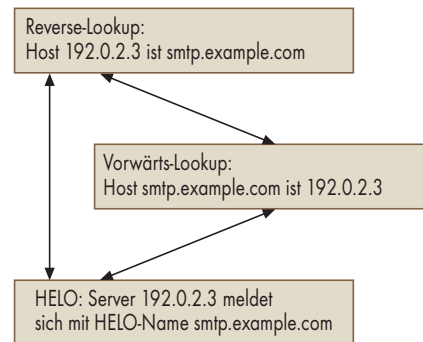 Reverse-Lookup:
Host 192.0.2.3 ist smtp.example.com
Vorwärts-Lookup:
Host smtp.example.com ist 192.0.2.3
HELO: Server 192.0.2.3 meldet
sich mit HELO-Name smtp.example.com